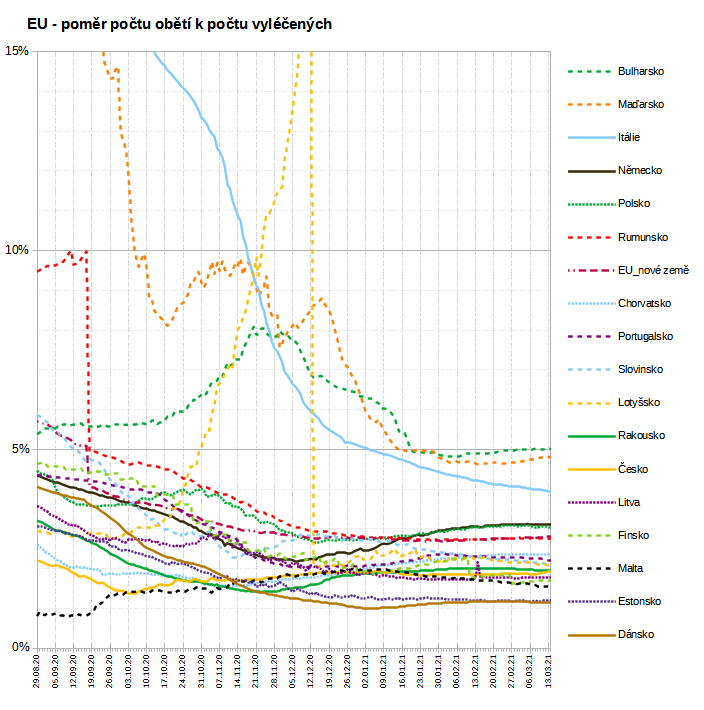 EU - poměr počtu obětí k počtu vyléčených
15%
10%
5%
0%
Bulharsko
Maďarsko
Itálie
Německo
Polsko
Rumunsko
EU_nové země
Chorvatsko
Portugalsko
Slovinsko
Lotyšsko
Rakousko
Česko
Litva
Finsko
Malta
Estonsko
Dánsko
29.08.20
05.09.20
12.09.20
19.09.20
26.09.20
03.10.20
10.10.20
17.10.20
24.10.20
31.10.20
07.11.20
14.11.20
21.11.20
28.11.20
05.12.20
12.12.20
19.12.20
26.12.20
02.01.21
09.01.21
16.01.21
23.01.21
30.01.21
06.02.21
13.02.21
20.02.21
27.02.21
06.03.21
13.03.21